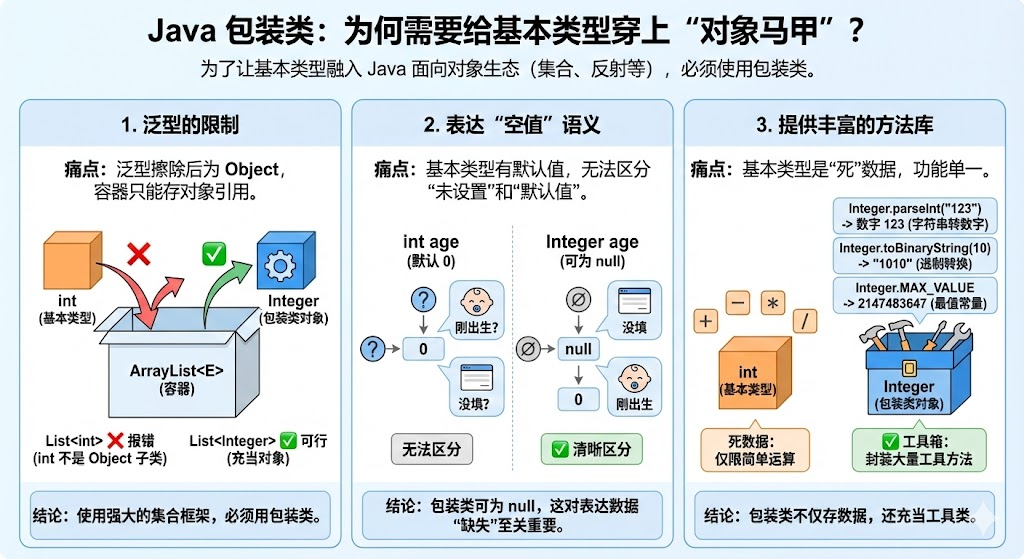 Java 包装类：为何需要给基本类型穿上“对象马甲”？
为了让基本类型融入 Java 面向对象生态（集合、反射等），必须使用包装类。
1. 泛型的限制
痛点：泛型擦除后为 Object，
容器只能存对象引用。
int
(基本类型)
Integer
(包装类对象)
ArrayList<E>
(容器)
List<int> ❌ 报错
(int 不是 Object 子类)
List<Integer> ✅ 可行
(充当对象)
结论：使用强大的集合框架，必须用包装类。
2. 表达“空值”语义
痛点：基本类型有默认值，无法区分
“未设置”和“默认值”。
int age
(默认 0)
?
刚出生?
?
0
没填?
无法区分
Integer age
(可为 null)
∅
没填
∅
null
0
刚出生
✅ 清晰区分
结论：包装类可为 null，这对表达数据
“缺失”至关重要。
3. 提供丰富的方法库
痛点：基本类型是“死”数据，功能单一。
Integer.parseInt("123")
-> 数字 123 (字符串转数字)
Integer.toBinaryString(10)
-> "1010" (进制转换)
Integer.MAX_VALUE
-> 2147483647 (最值常量)
+ − * /
int
(基本类型)
Integer
(包装类对象)
死数据：
仅限简单运算
✅ 工具箱：
封装大量工具方法
结论：包装类不仅存数据，还充当工具类。